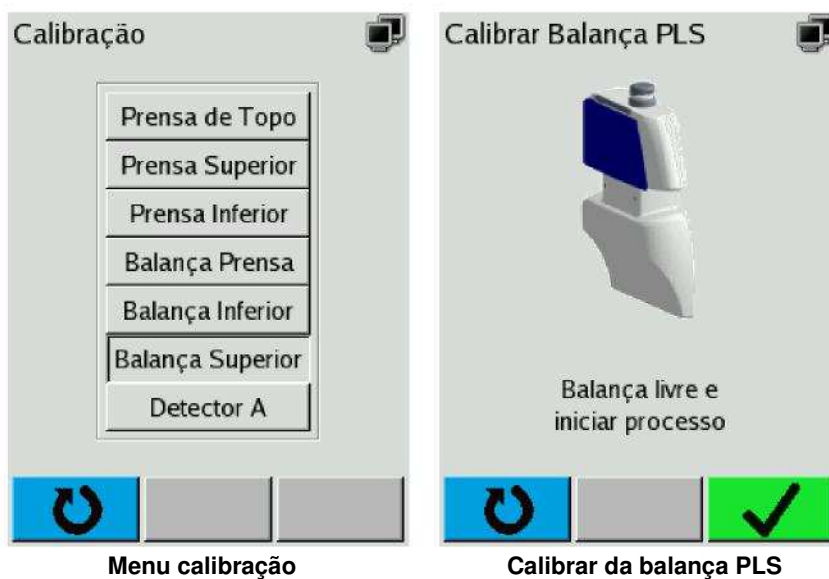 Calibração
Prensa de Topo
Prensa Superior
Prensa Inferior
Balança Prensa
Balança Inferior
Balança Superior
Detector A
Menu calibração
Calibrar Balança PLS
Balança livre e
iniciar processo
Calibrar da balança PLS